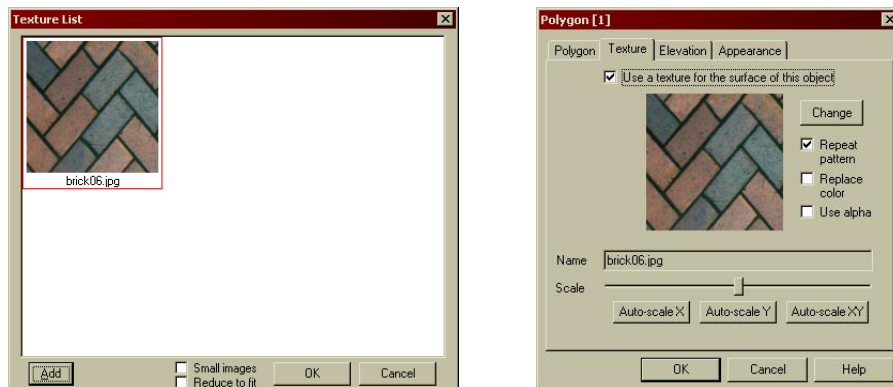 Texture List
brick06.jpg
Add
Small images
Reduce to fit
OK
Cancel
Polygon [1]
Polygon
Texture
Elevation
Appearance
Use a texture for the surface of this object
Change
Repeat
pattern
Replace
color
Use alpha
Name
brick06.jpg
Scale
Auto-scale X
Auto-scale Y
Auto-scale XY
OK
Cancel
Help